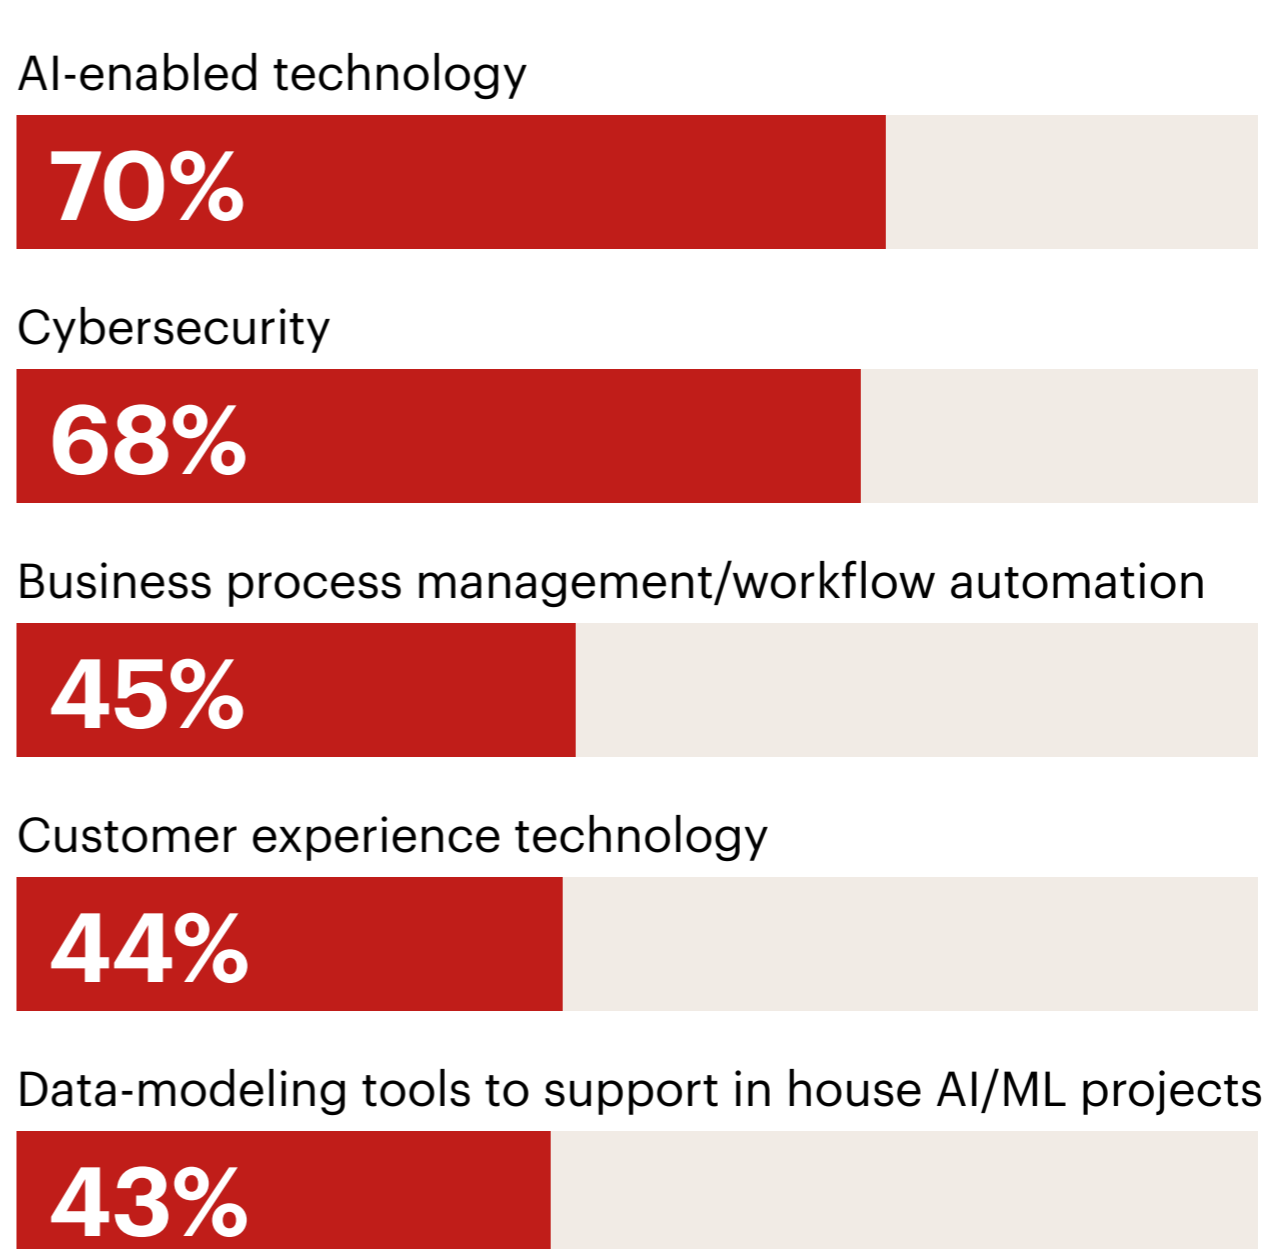 AI-enabled technology
70%
Cybersecurity
68%
Business process management/workflow automation
45%
Customer experience technology
44%
Data-modeling tools to support in house AI/ML projects
43%